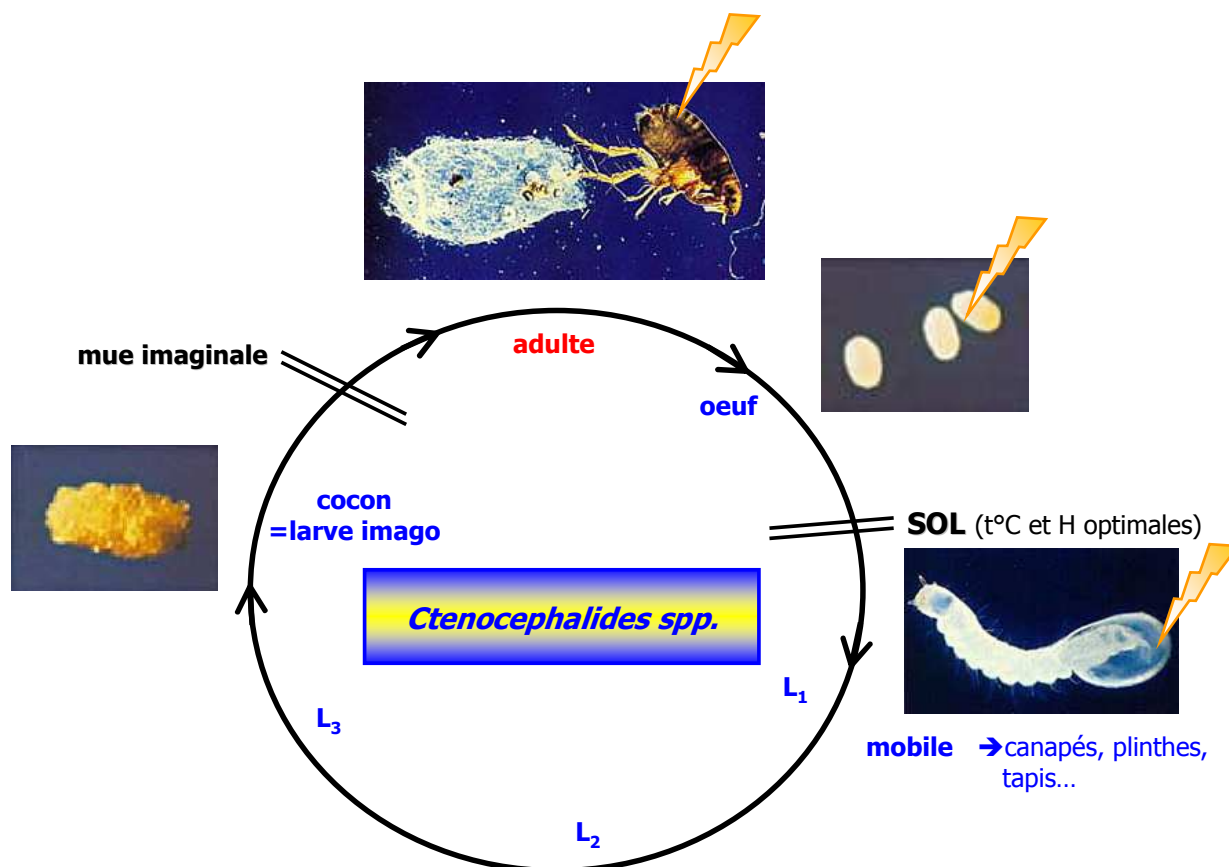 mue imaginale
adulte
oeuf
cocon
=larve imago
SOL (t°C et H optimales)
Ctenocephalides spp.
L₁
L₃
mobile ➔canapés, plinthes,
tapis...
L₂